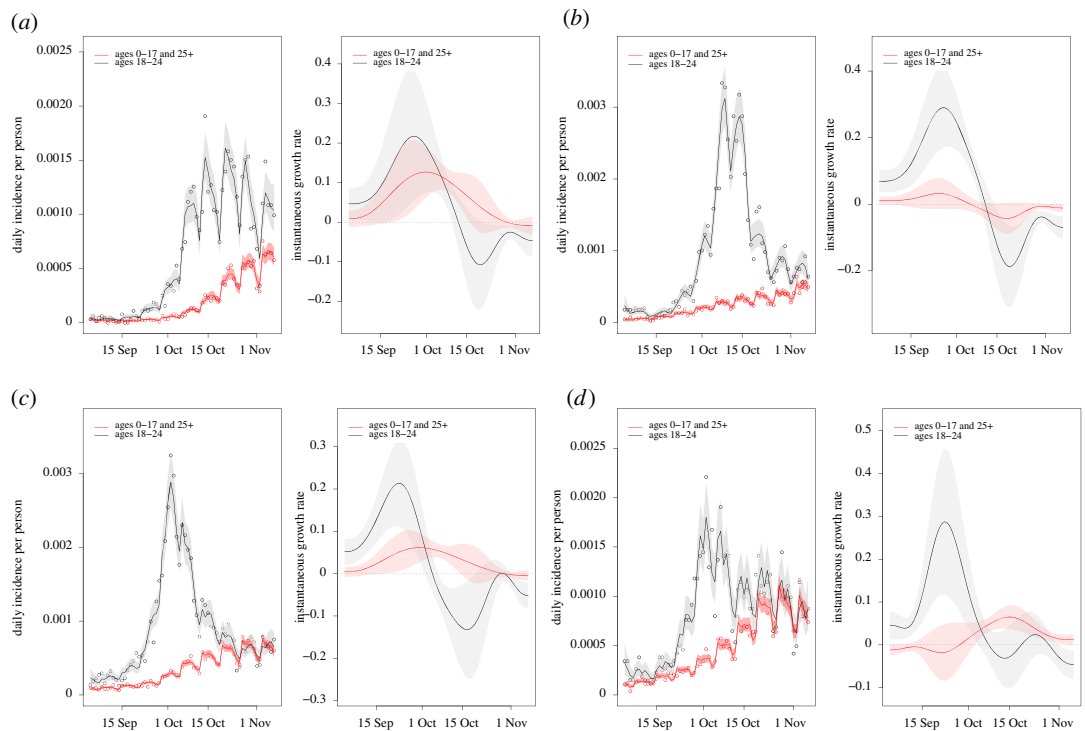 (a)
ages 0–17 and 25+
ages 18–24
daily incidence per person
0.0025
0.0020
0.0015
0.0010
0.0005
0
15 Sep
1 Oct
15 Oct
1 Nov
ages 0–17 and 25+
ages 18–24
instantaneous growth rate
0.4
0.3
0.2
0.1
0
−0.1
−0.2
15 Sep
1 Oct
15 Oct
1 Nov
(b)
ages 0–17 and 25+
ages 18–24
daily incidence per person
0.003
0.002
0.001
0
15 Sep
1 Oct
15 Oct
1 Nov
ages 0–17 and 25+
ages 18–24
instantaneous growth rate
0.4
0.2
0
−0.2
15 Sep
1 Oct
15 Oct
1 Nov
(c)
ages 0–17 and 25+
ages 18–24
daily incidence per person
0.003
0.002
0.001
0
15 Sep
1 Oct
15 Oct
1 Nov
ages 0–17 and 25+
ages 18–24
instantaneous growth rate
0.3
0.2
0.1
0
−0.1
−0.2
−0.3
15 Sep
1 Oct
15 Oct
1 Nov
(d)
ages 0–17 and 25+
ages 18–24
daily incidence per person
0.0025
0.0020
0.0015
0.0010
0.0005
0
15 Sep
1 Oct
15 Oct
1 Nov
ages 0–17 and 25+
ages 18–24
instantaneous growth rate
0.5
0.4
0.3
0.2
0.1
0
−0.1
15 Sep
1 Oct
15 Oct
1 Nov